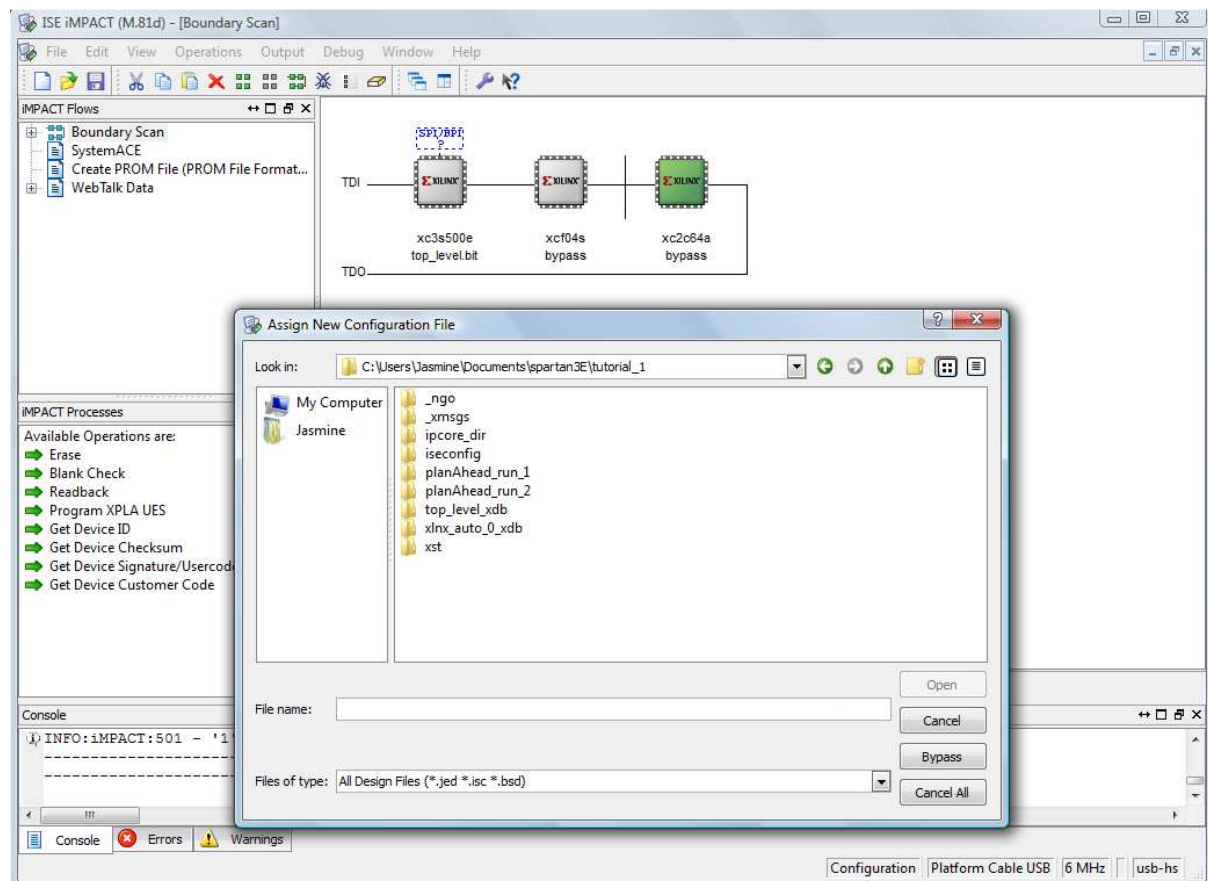 ISE iMPACT (M.81d) - [Boundary Scan]
File Edit View Operations Output Debug Window Help
iMPACT Flows
Boundary Scan
SystemACE
Create PROM File (PROM File Format...
WebTalk Data
SPI/BPI
?
TDI
XILINX
XILINX
XILINX
xc3s500e
top_level.bit
xcf04s
bypass
xc2c64a
bypass
TDO
Assign New Configuration File
Look in:
C:\Users\Jasmine\Documents\spartan3E\tutorial_1
My Computer
Jasmine
_ngo
_xmsgs
ipcore_dir
iseconfig
planAhead_run_1
planAhead_run_2
top_level_xdb
xlnx_auto_0_xdb
xst
File name:
Files of type:
All Design Files (*.jed *.isc *.bsd)
Open
Cancel
Bypass
Cancel All
iMPACT Processes
Available Operations are:
Erase
Blank Check
Readback
Program XPLA UES
Get Device ID
Get Device Checksum
Get Device Signature/Usercode
Get Device Customer Code
Console
INFO:iMPACT:501 - '1'
Console Errors Warnings
Configuration Platform Cable USB 6 MHz usb-hs